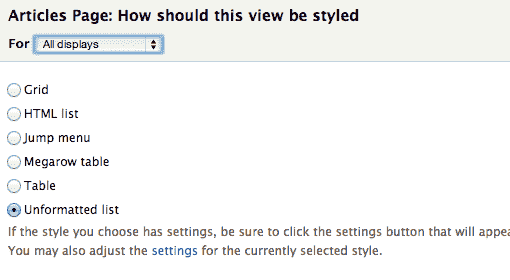 Articles Page: How should this view be styled
For All displays
Grid
HTML list
Jump menu
Megarow table
Table
Unformatted list
If the style you choose has settings, be sure to click the settings button that will
You may also adjust the settings for the currently selected style.